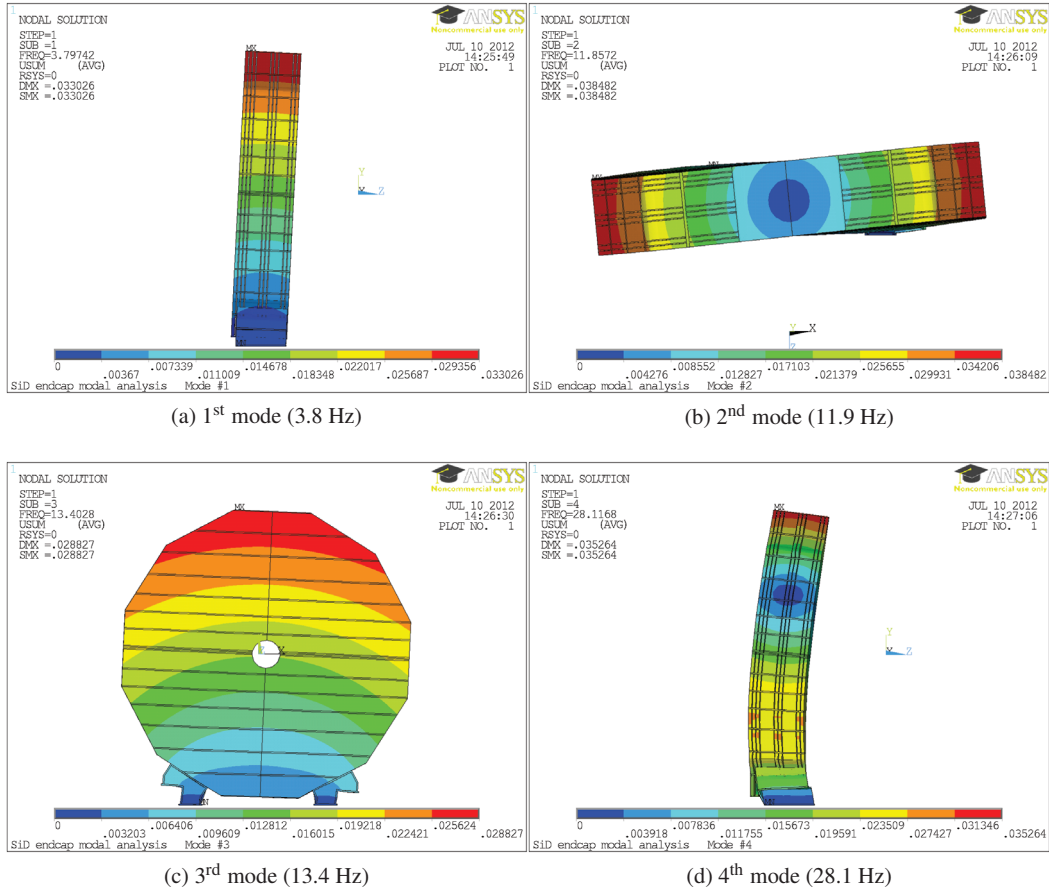 1
NODAL SOLUTION
STEP=1
SUB =1
FREQ=3.79742
USUM (AVG)
RSYS=0
DMX =.033026
SMX =.033026
ANSYS
Noncommercial use only
JUL 10 2012
14:25:49
PLOT NO. 1
MX
Y
X Z
MN
0 .007339 .014678 .022017 .029356
.00367 .011009 .018348 .025687 .033026
SiD endcap modal analysis Mode #1
(a) 1st mode (3.8 Hz)
1
NODAL SOLUTION
STEP=1
SUB =2
FREQ=11.8572
USUM (AVG)
RSYS=0
DMX =.038482
SMX =.038482
ANSYS
Noncommercial use only
JUL 10 2012
14:26:09
PLOT NO. 1
MX
MN
Y X
Z
0 .008552 .017103 .025655 .034206
.004276 .012827 .021379 .029931 .038482
SiD endcap modal analysis Mode #2
(b) 2nd mode (11.9 Hz)
1
NODAL SOLUTION
STEP=1
SUB =3
FREQ=13.4028
USUM (AVG)
RSYS=0
DMX =.028827
SMX =.028827
ANSYS
Noncommercial use only
JUL 10 2012
14:26:30
PLOT NO. 1
MX
Z X
MN
0 .006406 .012812 .019218 .025624
.003203 .009609 .016015 .022421 .028827
SiD endcap modal analysis Mode #3
(c) 3rd mode (13.4 Hz)
1
NODAL SOLUTION
STEP=1
SUB =4
FREQ=28.1168
USUM (AVG)
RSYS=0
DMX =.035264
SMX =.035264
ANSYS
Noncommercial use only
JUL 10 2012
14:27:06
PLOT NO. 1
MX
Y
X Z
MN
0 .007836 .015673 .023509 .031346
.003918 .011755 .019591 .027427 .035264
SiD endcap modal analysis Mode #4
(d) 4th mode (28.1 Hz)